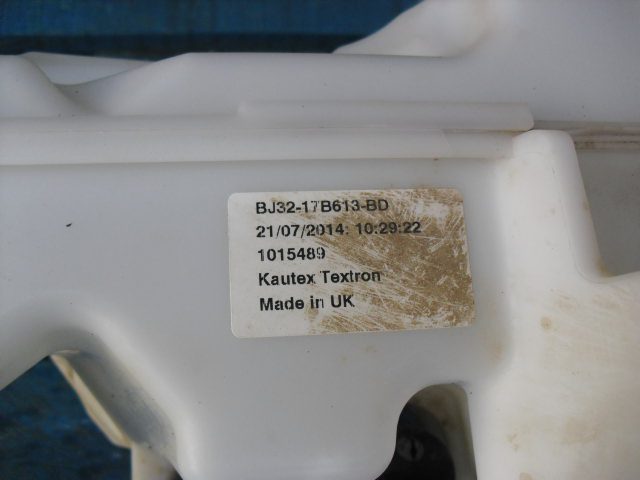 BJ32-17B613-BD
21/07/2014: 10:29:22
1015489
Kautex Textron
Made in UK